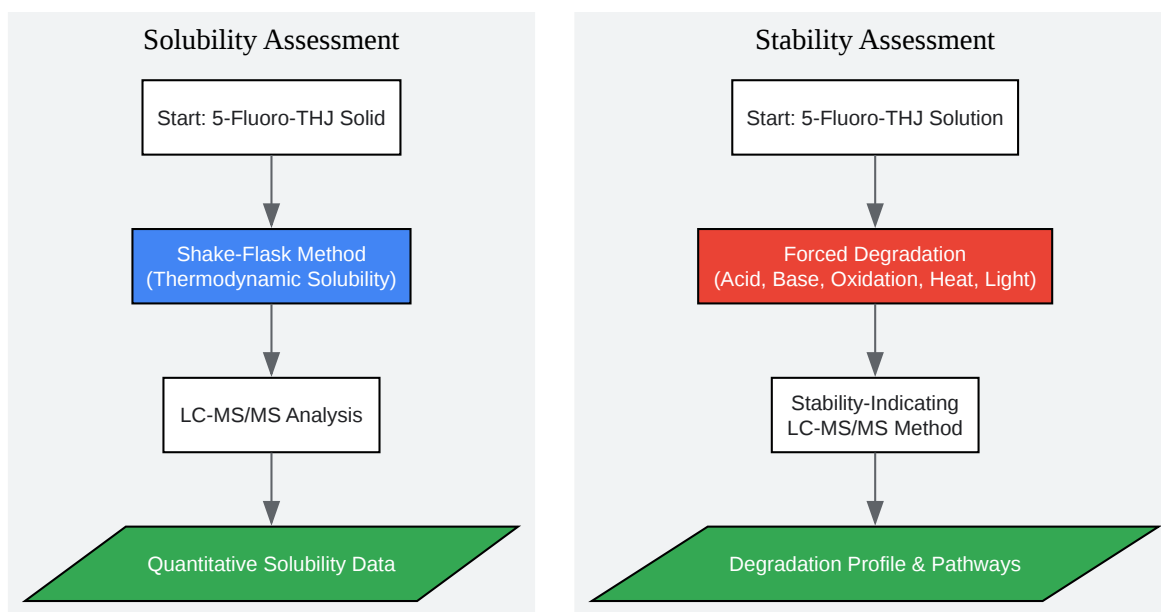 Solubility Assessment
Start: 5-Fluoro-THJ Solid
Shake-Flask Method
(Thermodynamic Solubility)
LC-MS/MS Analysis
Quantitative Solubility Data
Stability Assessment
Start: 5-Fluoro-THJ Solution
Forced Degradation
(Acid, Base, Oxidation, Heat, Light)
Stability-Indicating
LC-MS/MS Method
Degradation Profile & Pathways